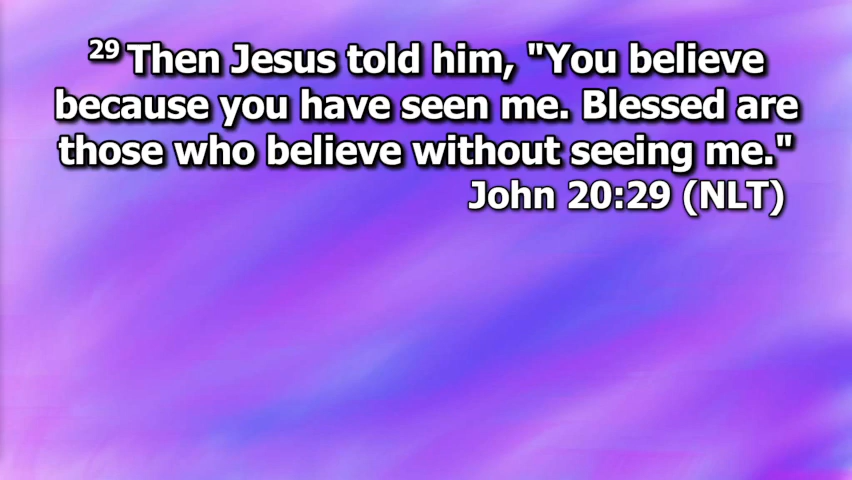 29 Then Jesus told him, "You believe
because you have seen me. Blessed are
those who believe without seeing me."
John 20:29 (NLT)